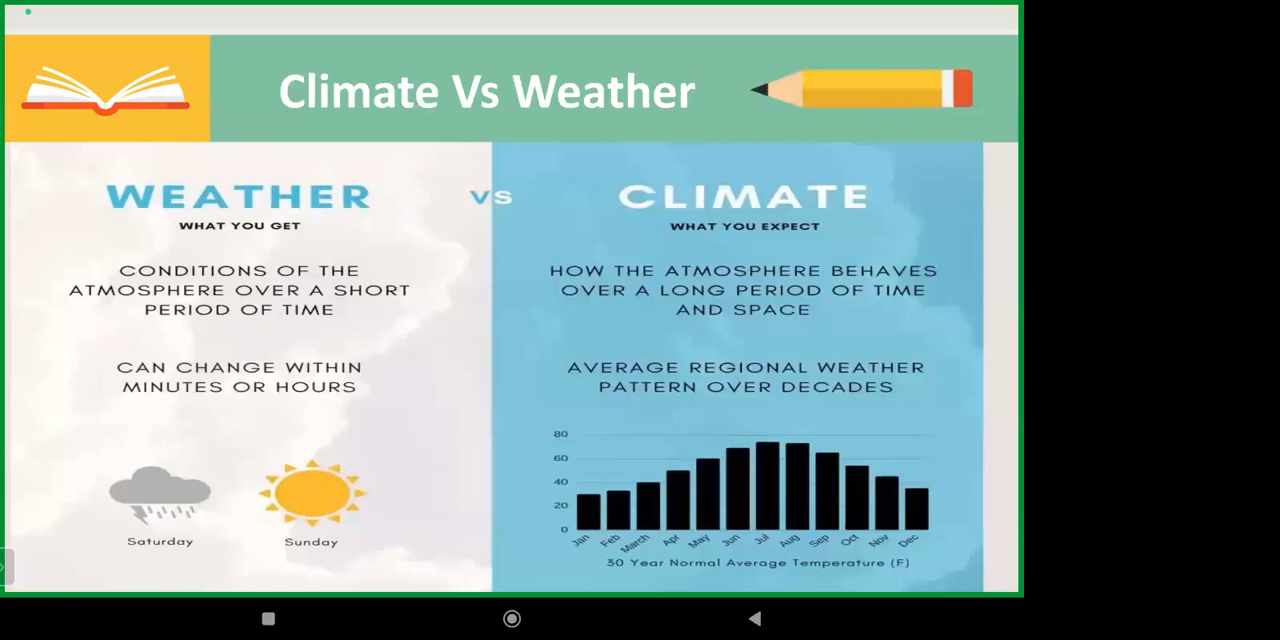 Climate Vs Weather
WEATHER
WHAT YOU GET
CONDITIONS OF THE
ATMOSPHERE OVER A SHORT
PERIOD OF TIME
CAN CHANGE WITHIN
MINUTES OR HOURS
Saturday
Sunday
VS
CLIMATE
WHAT YOU EXPECT
HOW THE ATMOSPHERE BEHAVES
OVER A LONG PERIOD OF TIME
AND SPACE
AVERAGE REGIONAL WEATHER
PATTERN OVER DECADES
80
60
40
20
0
Jan Feb March Apr May Jun Jul Aug Sep Oct Nov Dec
30 Year Normal Average Temperature (F)